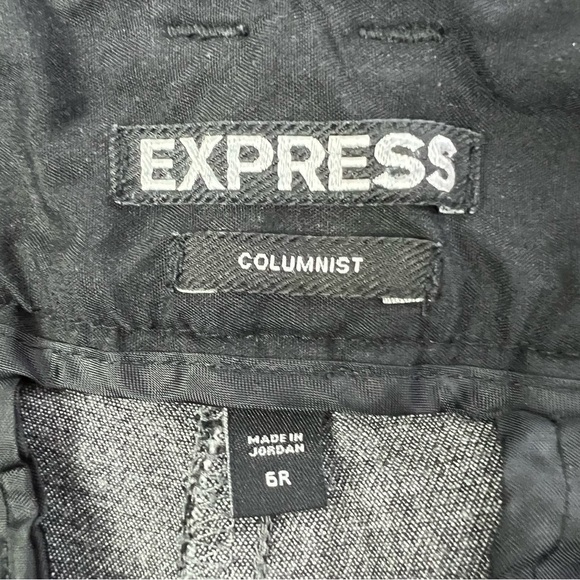 EXPRESS
COLUMNIST
MADE IN
JORDAN
6R